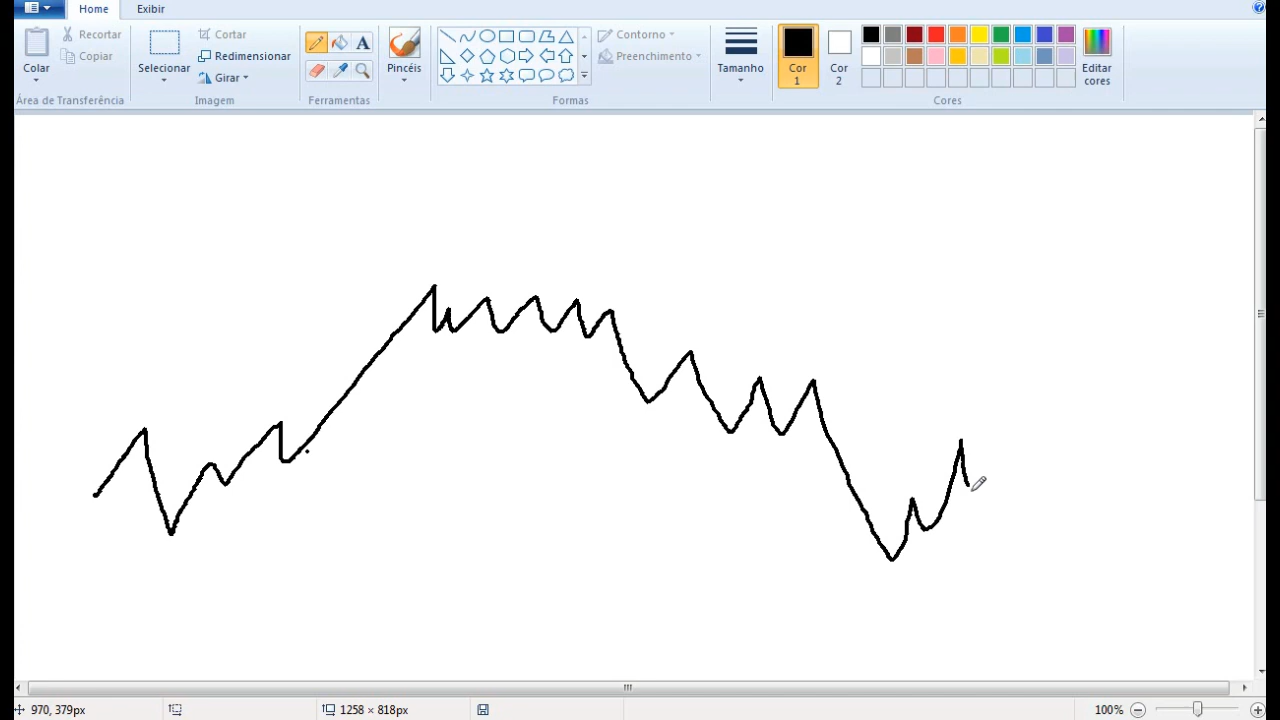 Home Exibir
Colar
Recortar
Copiar
Área de Transferência
Selecionar
Cortar
Redimensionar
Girar
Imagem
A
Ferramentas
Pincéis
Contorno
Preenchimento
Formas
Tamanho
Cor
1
Cor
2
Editar
cores
Cores
970, 379px 1258 × 818px 100%